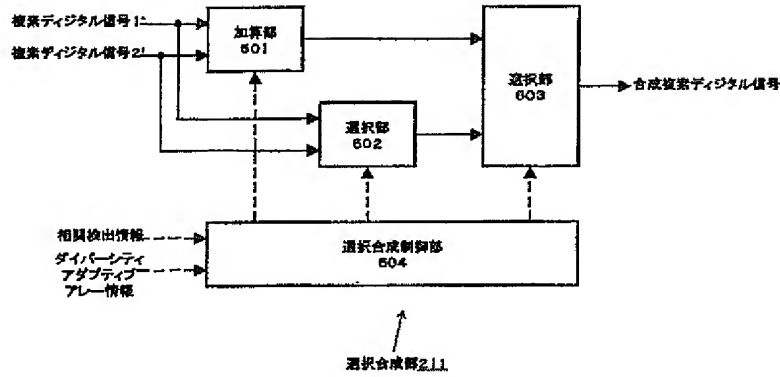 複素ディジタル信号1
複素ディジタル信号2
加算部
601
選択部
602
選択部
603
合成複素ディジタル信号
相関検出情報
ダイバーシティ
アダプティブ
アレー情報
選択合成制御部
604
選択合成部211